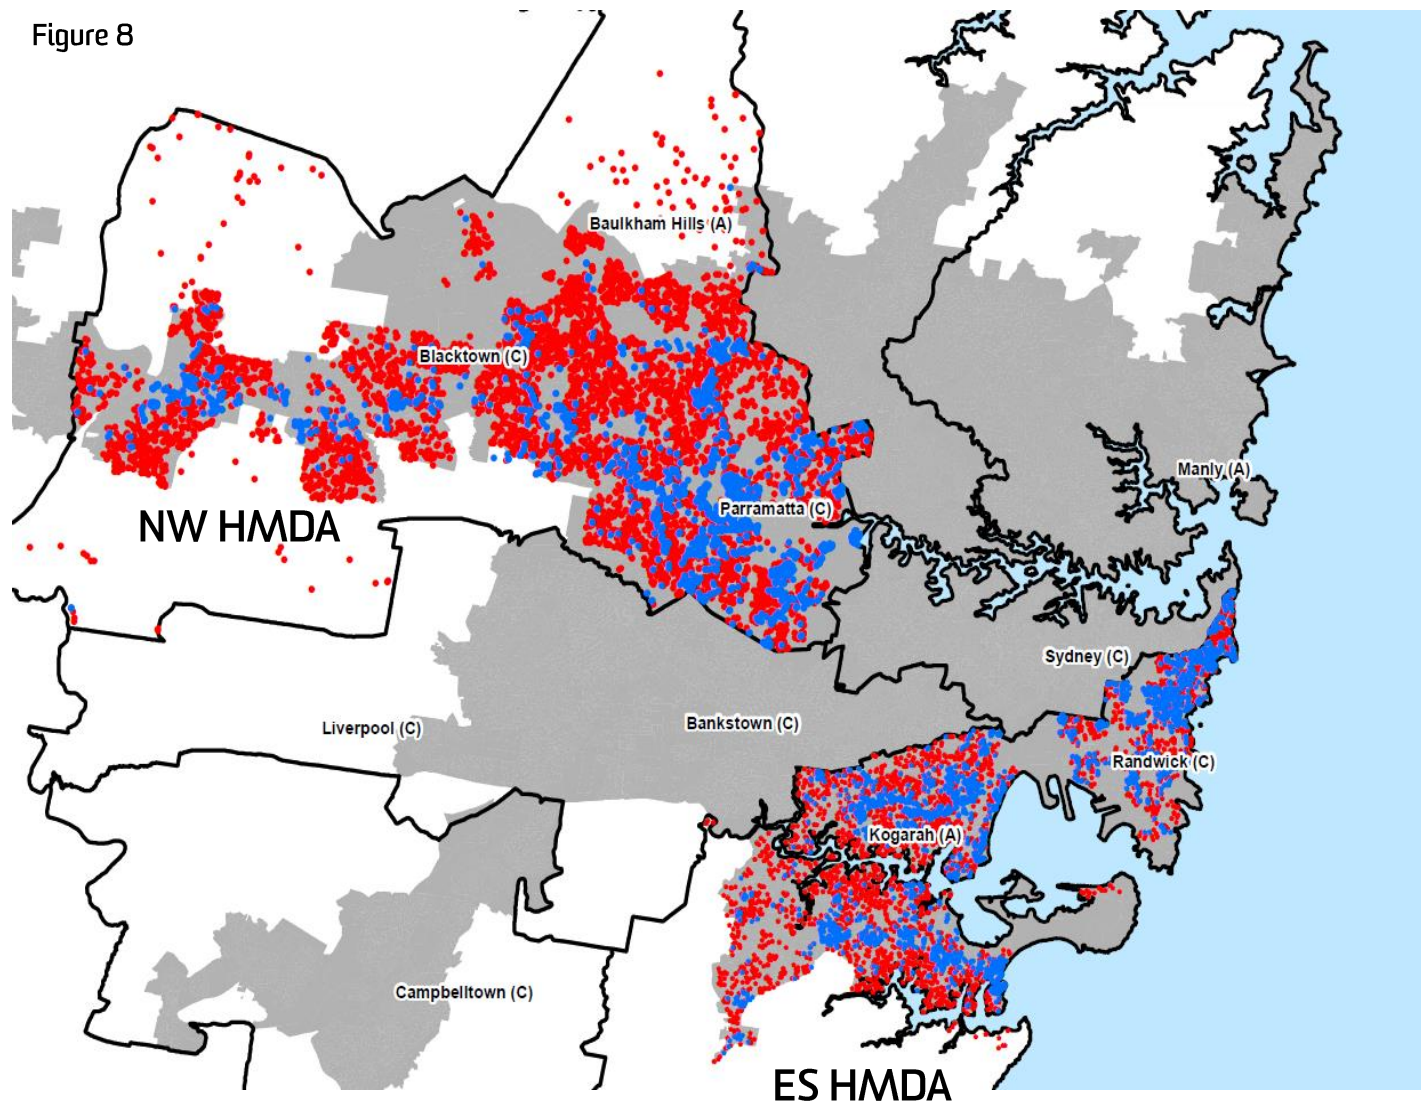 Figure 8
Baulkham Hills (A)
Blacktown (C)
Manly (A)
Parramatta (C)
NW HMDA
Sydney (C)
Liverpool (C)
Bankstown (C)
Randwick (C)
Kogarah (A)
Campbelltown (C)
ES HMDA